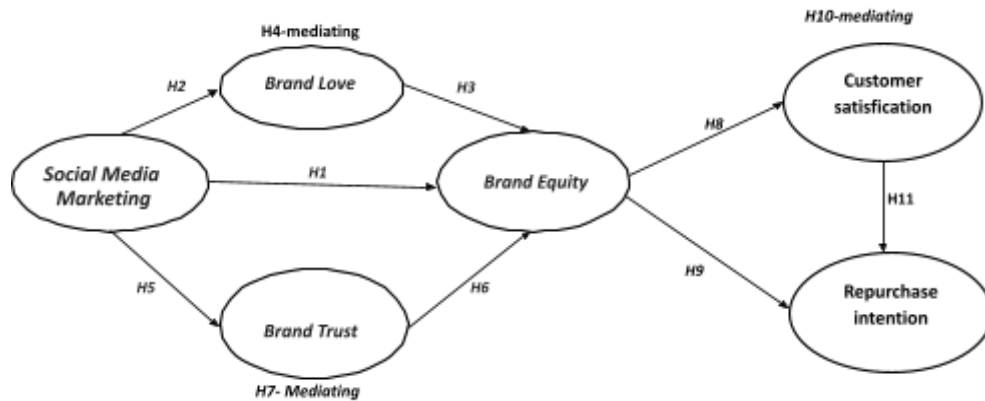 H10-mediating
H4-mediating
Brand Love
Customer
satisfication
H2
H3
H8
Social Media
Marketing
H1
Brand Equity
H11
H5
H6
H9
Brand Trust
Repurchase
intention
H7- Mediating